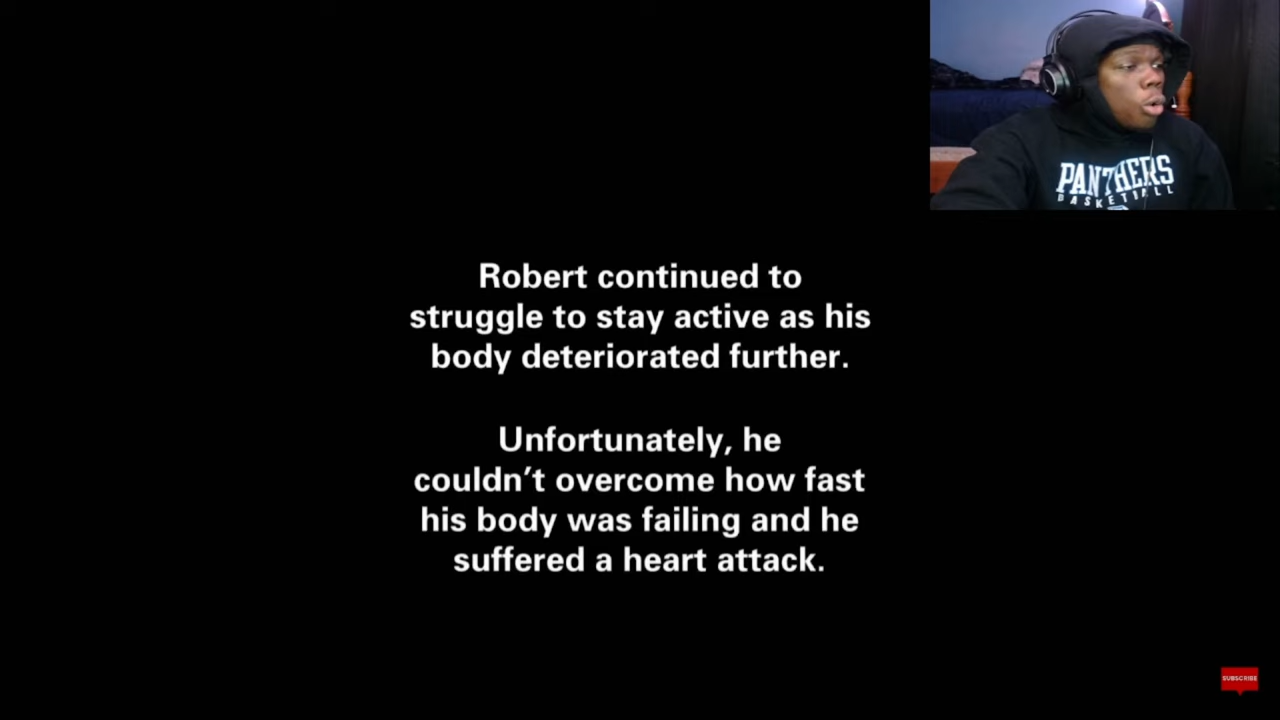 PANTHERS
BASKETBALL
Robert continued to
struggle to stay active as his
body deteriorated further.
Unfortunately, he
couldn't overcome how fast
his body was failing and he
suffered a heart attack.
SUBSCRIBE